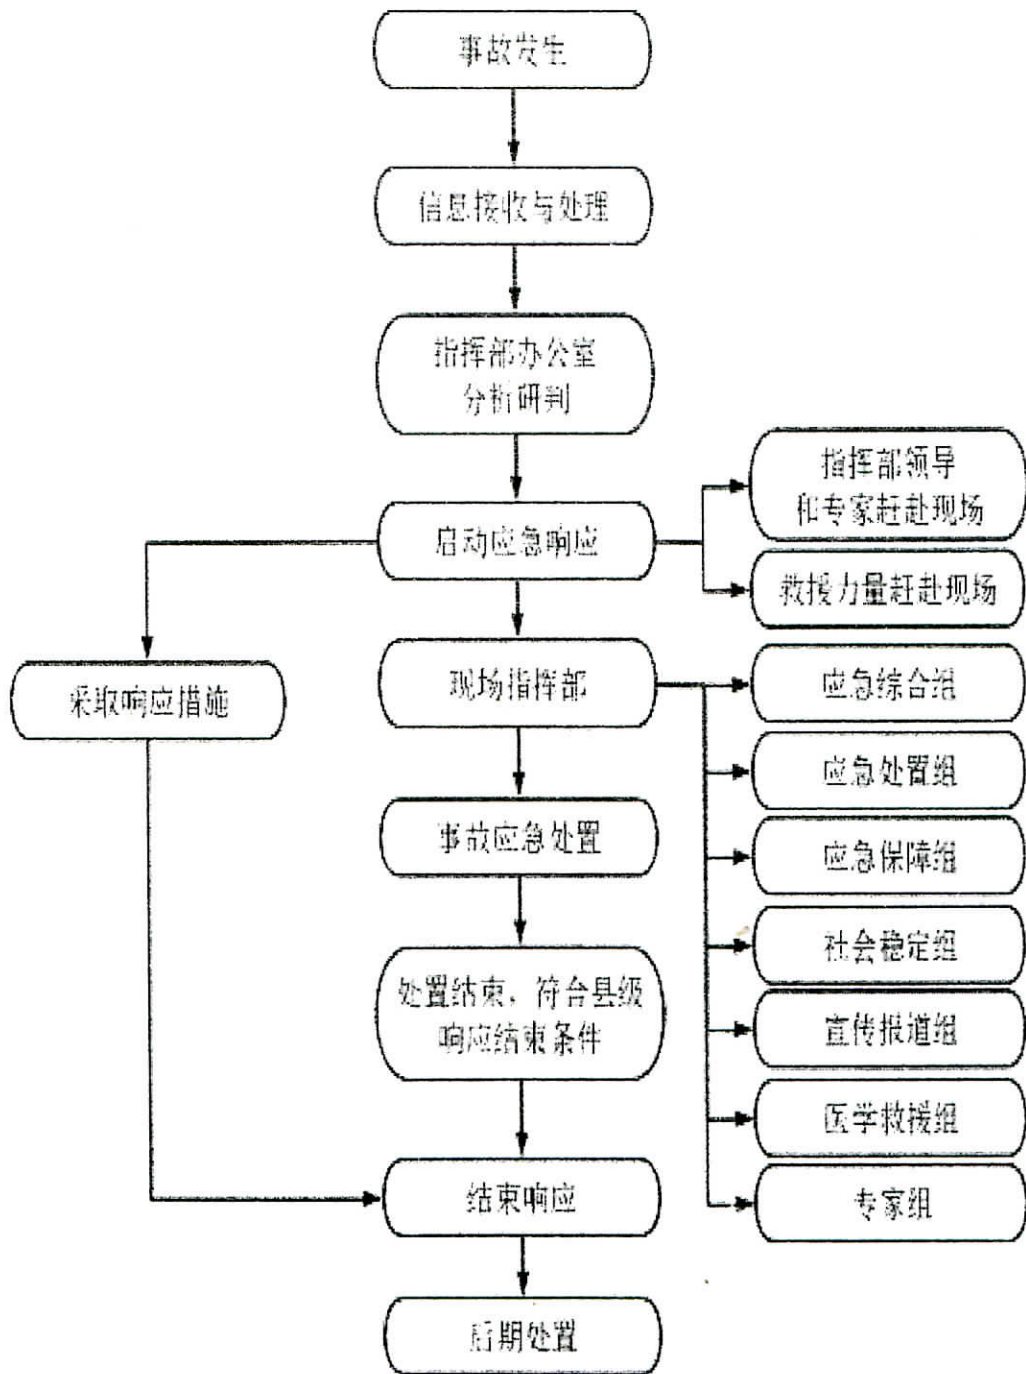 事故发生
信息接收与处理
指挥部办公室
分析研判
指挥部领导
和专家赶赴现场
启动应急响应
救援力量赶赴现场
采取响应措施
现场指挥部
应急综合组
应急处置组
事故应急处置
应急保障组
社会稳定组
处置结束，符合县级
响应结束条件
宣传报道组
医学救援组
结束响应
专家组
后期处置